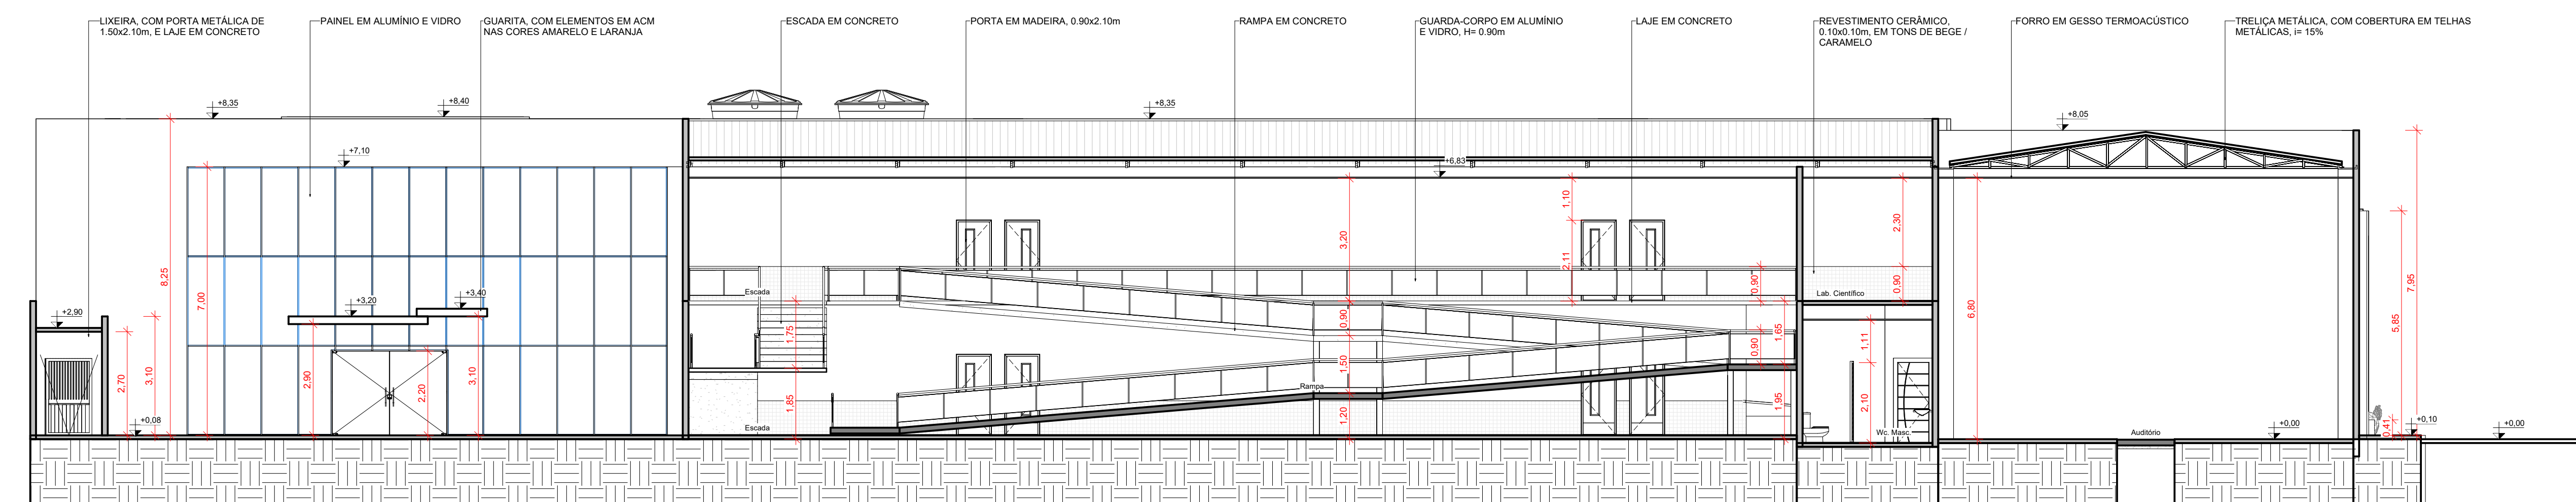 LIXEIRA, COM PORTA METÁLICA DE
1.50x2.10m, E LAJE EM CONCRETO
PAINEL EM ALUMÍNIO E VIDRO
GUARITA, COM ELEMENTOS EM ACM
NAS CORES AMARELO E LARANJA
ESCADA EM CONCRETO
PORTA EM MADEIRA, 0.90x2.10m
RAMPA EM CONCRETO
GUARDA-CORPO EM ALUMÍNIO
E VIDRO, H= 0.90m
LAJE EM CONCRETO
REVESTIMENTO CERÂMICO,
0.10x0.10m, EM TONS DE BEGE /
CARAMELO
FORRO EM GESSO TERMOACÚSTICO
TRELIÇA METÁLICA, COM COBERTURA EM TELHAS
METÁLICAS, i= 15%
+8,35
+8,40
+8,35
+8,05
+7,10
+6,83
1,10
2,30
3,20
2,11
8,25
7,00
6,80
7,95
5,85
0,90
0,90
Escada
Lab. Científico
+3,20
+3,40
+2,90
1,75
0,90
1,65
0,90
1,11
2,70
3,10
2,90
2,20
3,10
1,85
1,50
Rampa
1,20
1,95
2,10
+0,08
Escada
Wc. Masc.
Auditório
+0,00
0,41
+0,10
+0,00